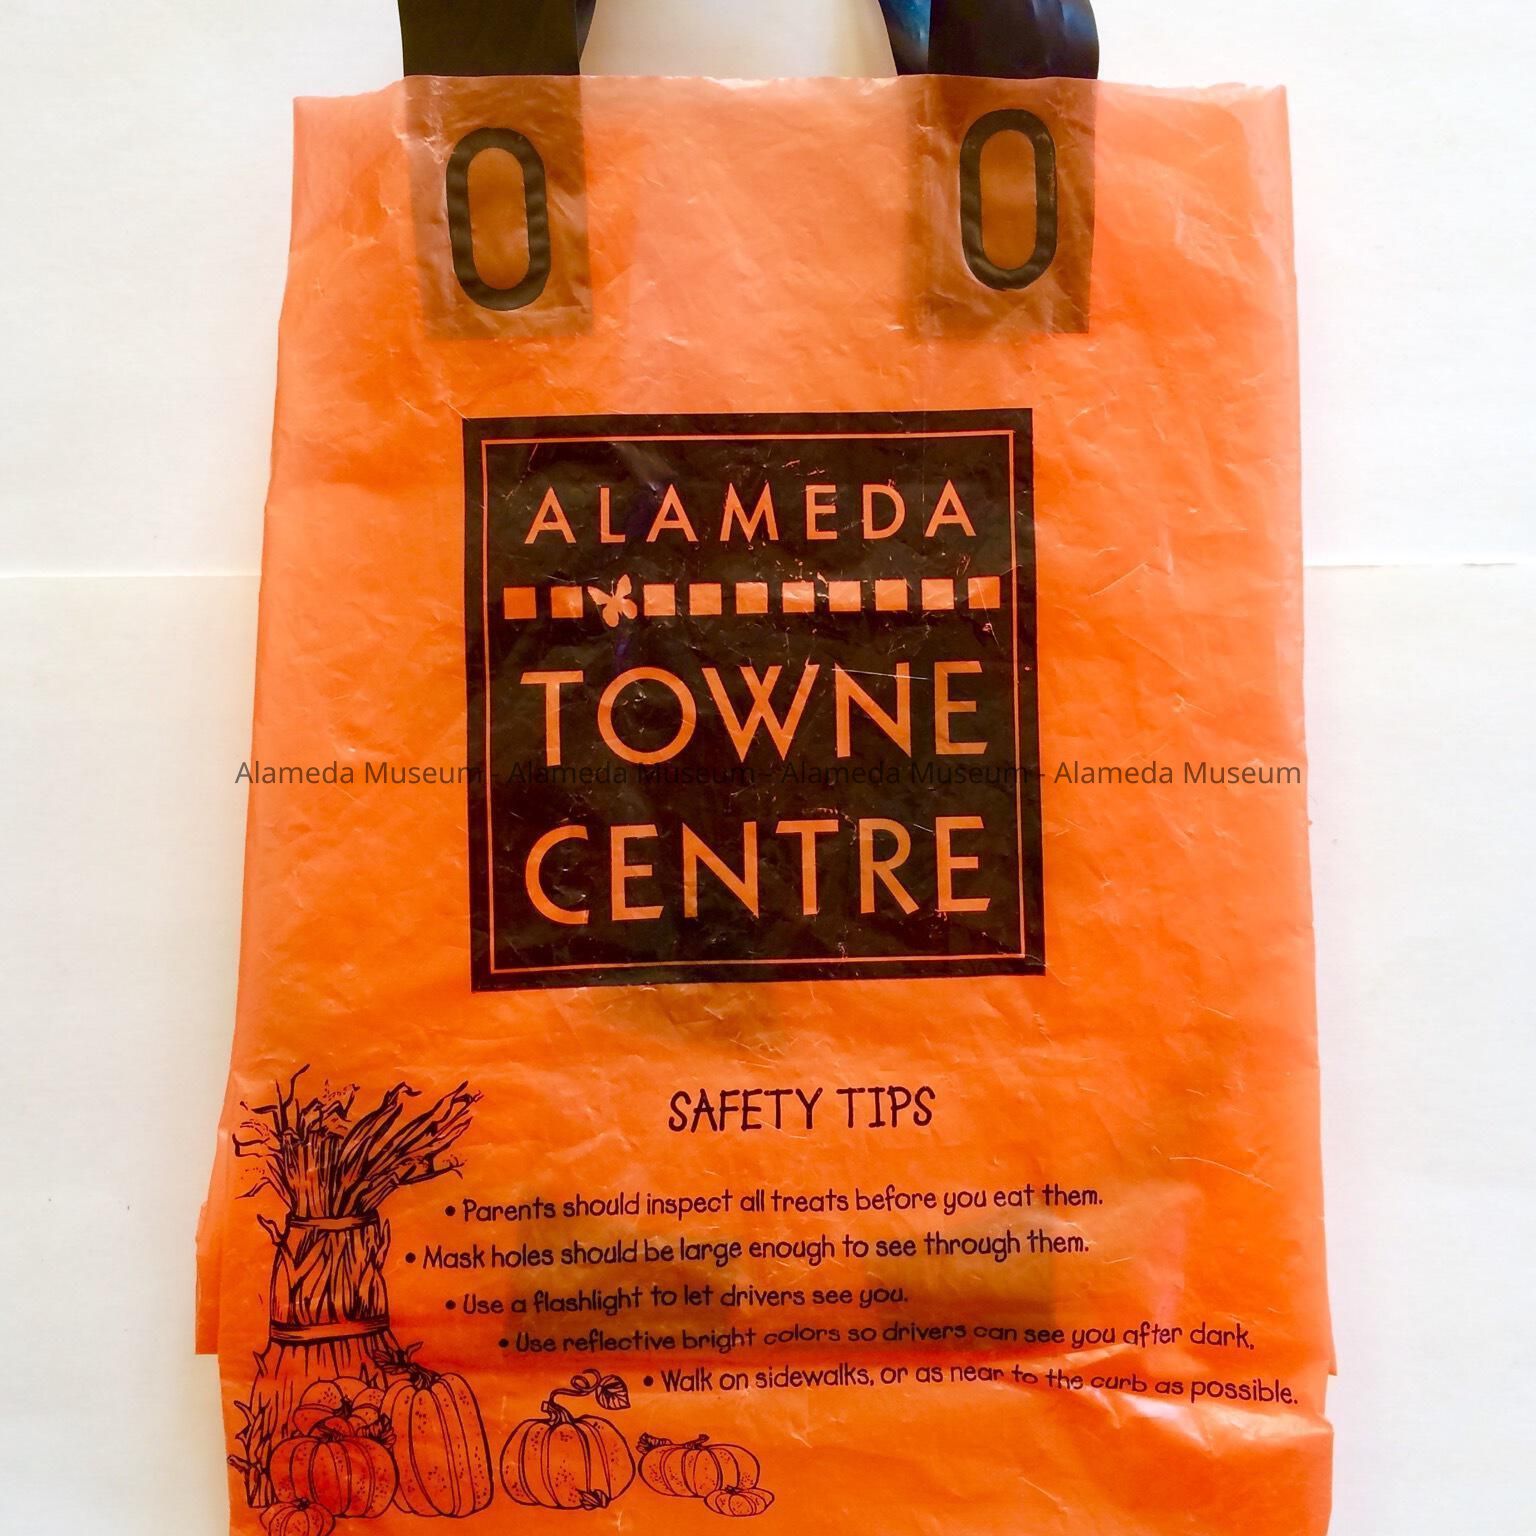 ALAMEDA
TOWNE
Alameda Museum - Alameda Museum - Alameda Museum - Alameda Museum
CENTRE
SAFETY TIPS
• Parents should inspect all treats before you eat them.
• Mask holes should be large enough to see through them.
• Use a flashlight to let drivers see you.
• Use reflective bright colors so drivers can see you after dark.
• Walk on sidewalks, or as near to the curb as possible.